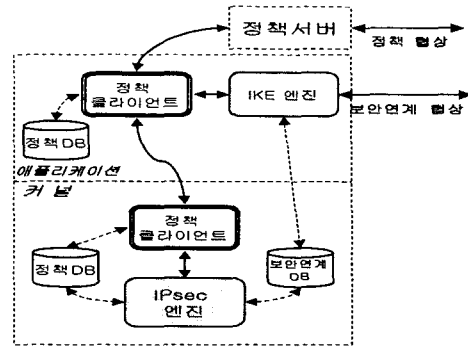 정책서버
정책 협상
정책
클라이언트
IKE 엔진
보안연계 협상
정책DB
애플리케이션
커널
정책
클라이언트
정책DB
보안연계
DB
IPsec
엔진